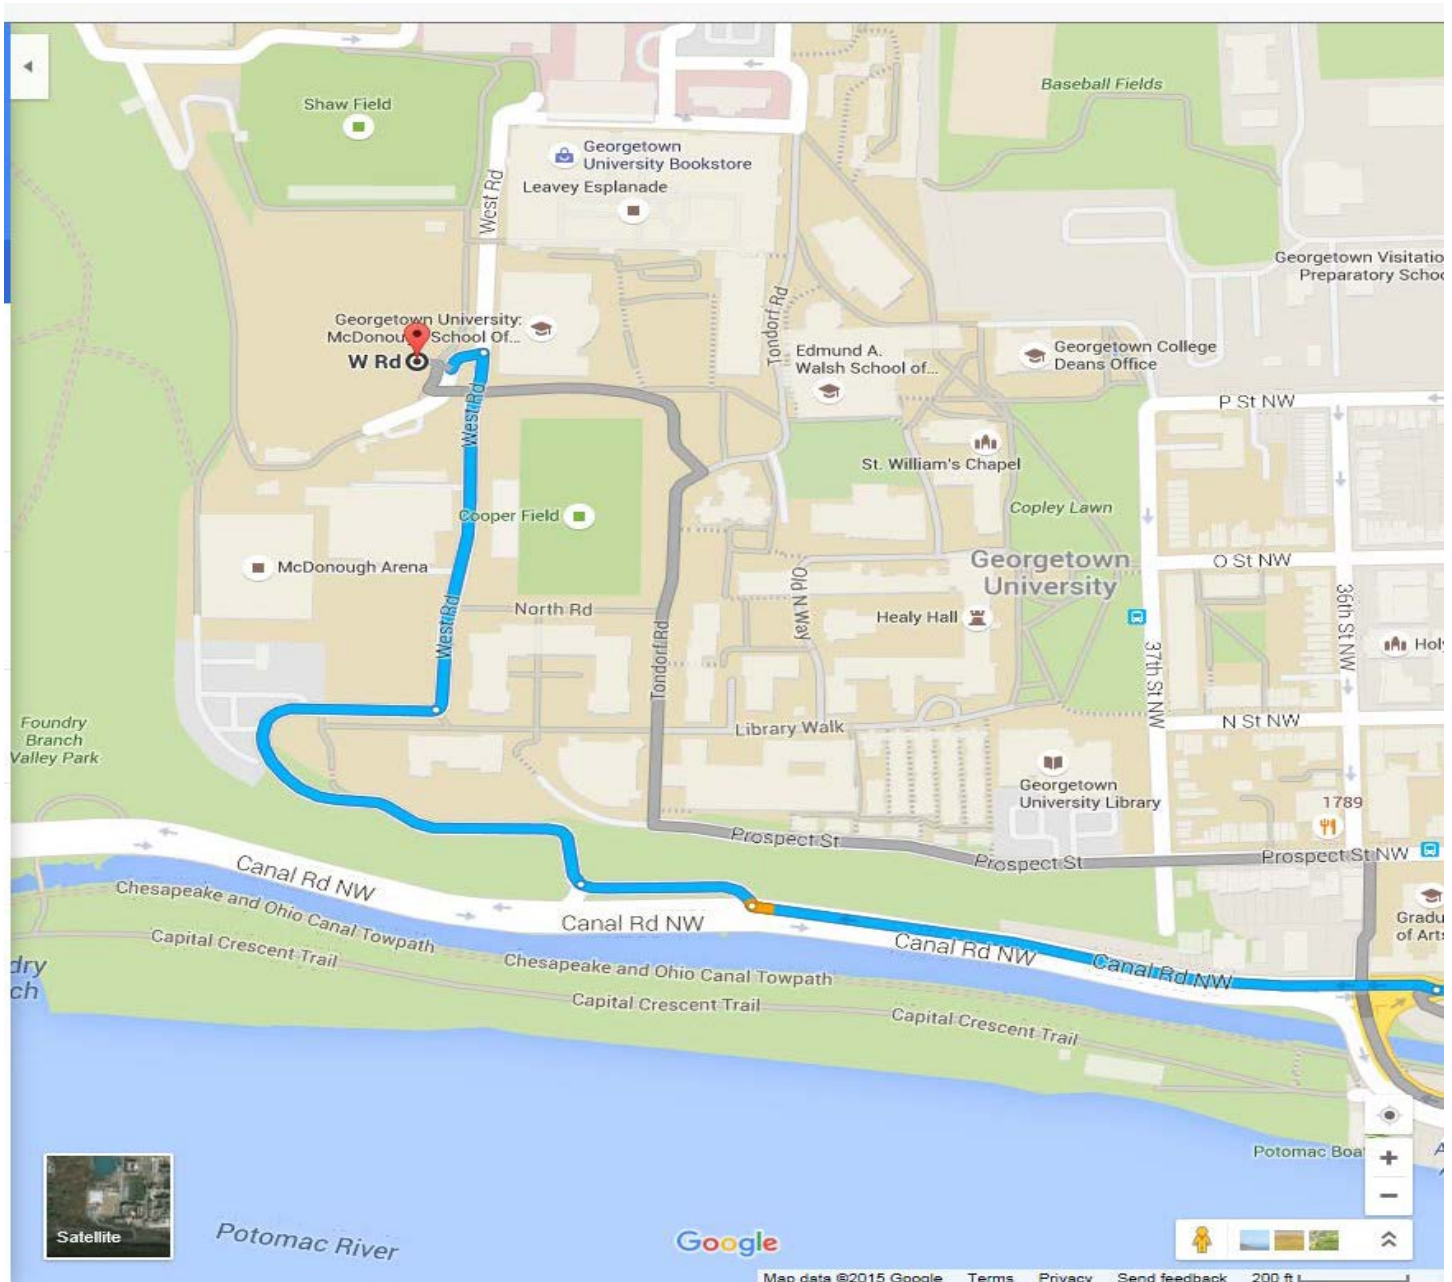 Shaw Field
Baseball Fields
Georgetown
University Bookstore
Leavey Esplanade
West Rd
Georgetown Visitatio
Preparatory Schoo
Tondorf Rd
Georgetown University:
McDonough School Of...
W Rd
Edmund A.
Walsh School of...
Georgetown College
Deans Office
P St NW
West Rd
St. William's Chapel
Copley Lawn
Cooper Field
Georgetown
University
O St NW
McDonough Arena
Old N Way
36th St NW
North Rd
Healy Hall
West Rd
Tondorf Rd
37th St NW
Holy
Foundry
Branch
Valley Park
Library Walk
N St NW
Georgetown
University Library
1789
Prospect St
Prospect St
Prospect St NW
Canal Rd NW
Chesapeake and Ohio Canal Towpath
Gradu
of Arts
Canal Rd NW
Capital Crescent Trail
Canal Rd NW
Canal Rd NW
dry
ch
Chesapeake and Ohio Canal Towpath
Capital Crescent Trail
Capital Crescent Trail
Potomac Boa
Satellite
Potomac River
Google
Map data ©2015 Google Terms Privacy Send feedback 200 ft